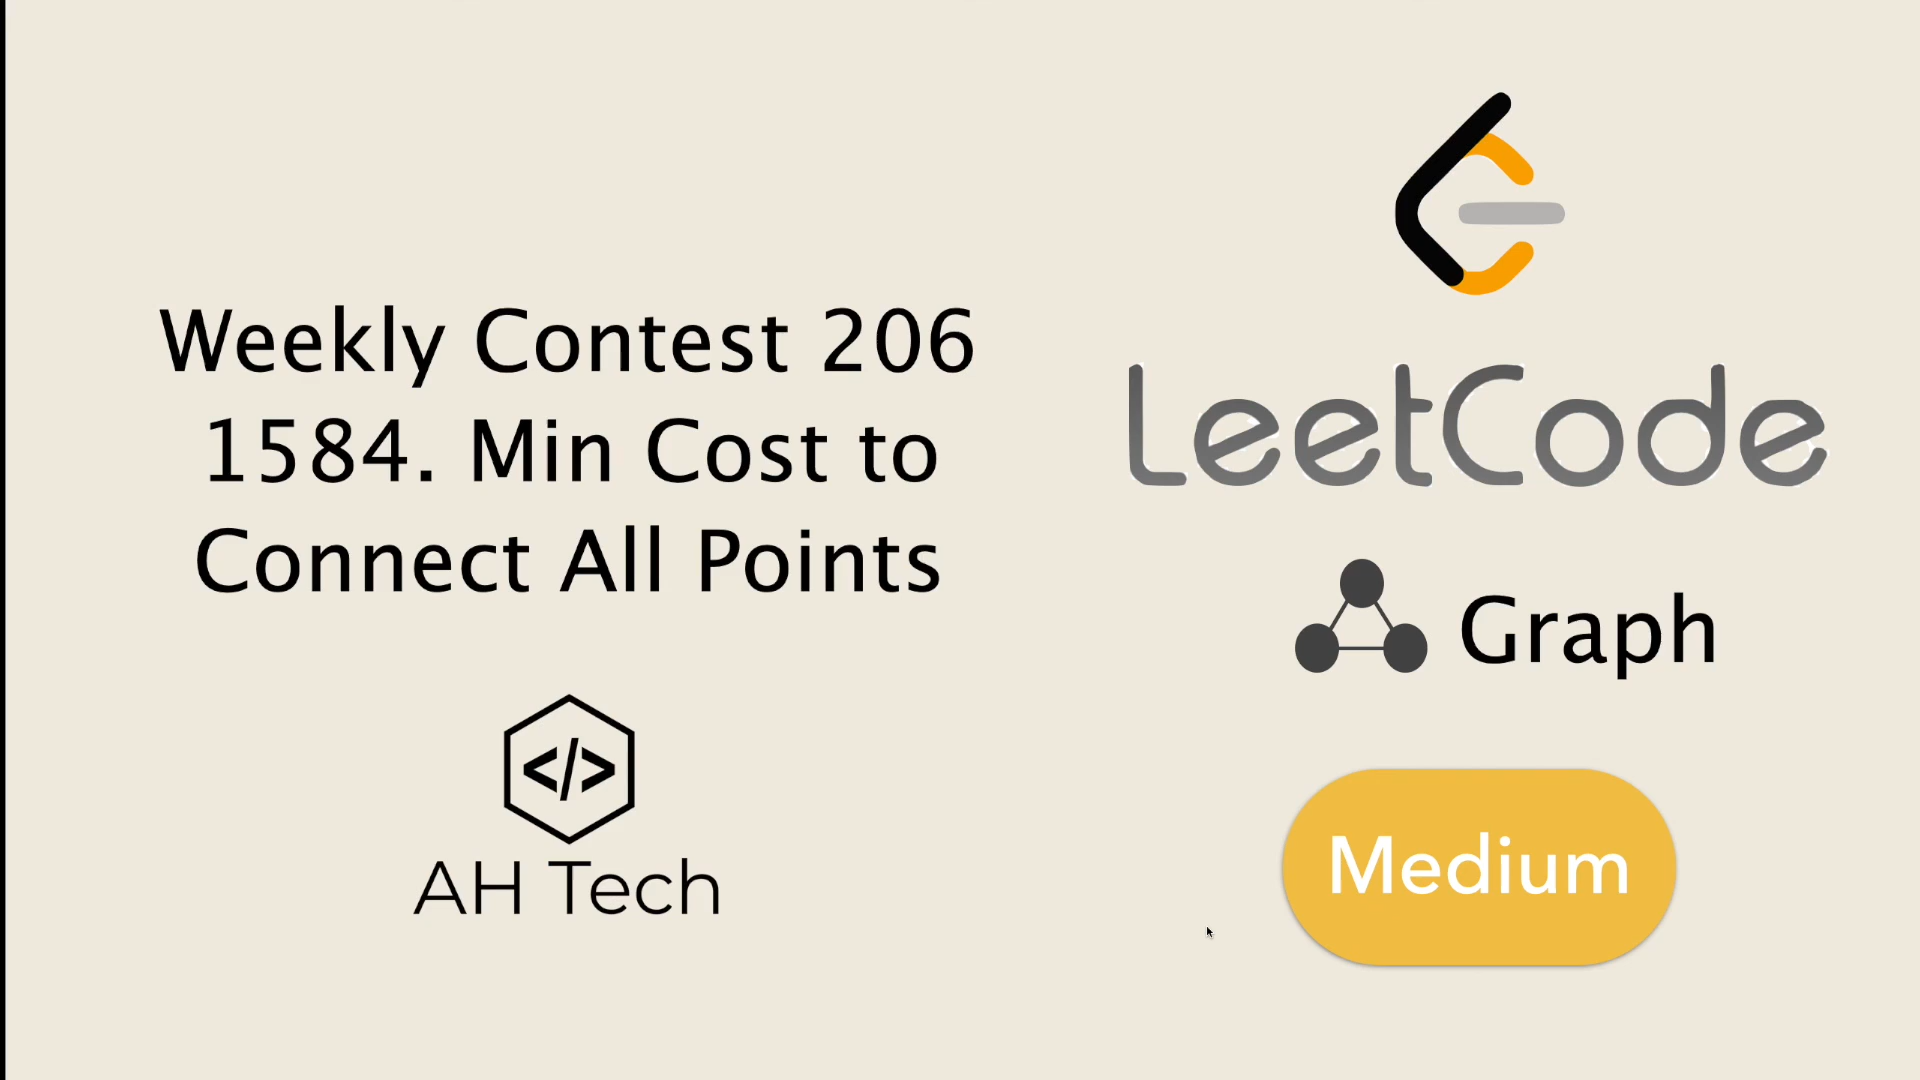 Weekly Contest 206
1584. Min Cost to
Connect All Points
</>
AH Tech
LeetCode
Graph
Medium